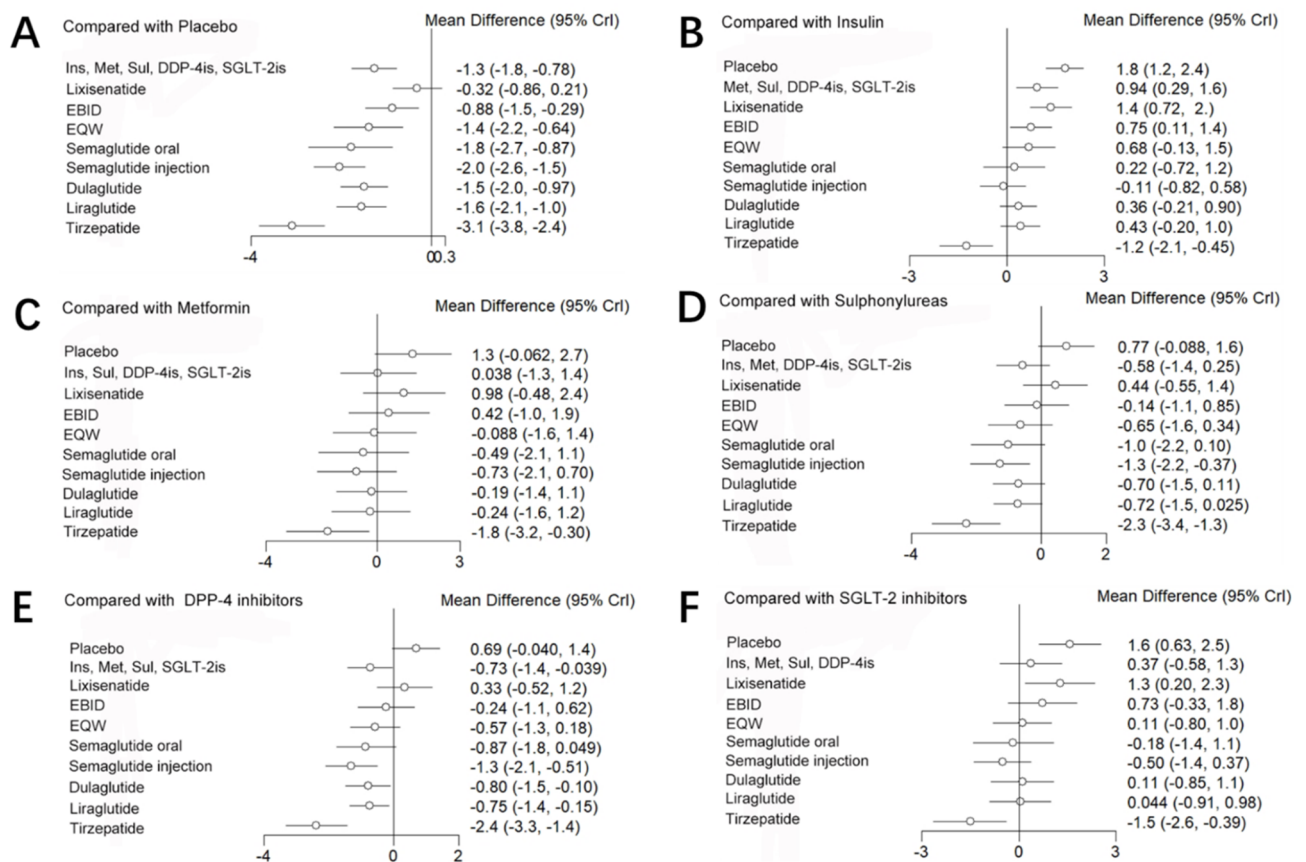 A
Compared with Placebo
Mean Difference (95% CrI)
Ins, Met, Sul, DDP-4is, SGLT-2is -1.3 (-1.8, -0.78)
Lixisenatide -0.32 (-0.86, 0.21)
EBID -0.88 (-1.5, -0.29)
EQW -1.4 (-2.2, -0.64)
Semaglutide oral -1.8 (-2.7, -0.87)
Semaglutide injection -2.0 (-2.6, -1.5)
Dulaglutide -1.5 (-2.0, -0.97)
Liraglutide -1.6 (-2.1, -1.0)
Tirzepatide -3.1 (-3.8, -2.4)
-4 00.3
B
Compared with Insulin
Mean Difference (95% CrI)
Placebo 1.8 (1.2, 2.4)
Met, Sul, DDP-4is, SGLT-2is 0.94 (0.29, 1.6)
Lixisenatide 1.4 (0.72, 2.)
EBID 0.75 (0.11, 1.4)
EQW 0.68 (-0.13, 1.5)
Semaglutide oral 0.22 (-0.72, 1.2)
Semaglutide injection -0.11 (-0.82, 0.58)
Dulaglutide 0.36 (-0.21, 0.90)
Liraglutide 0.43 (-0.20, 1.0)
Tirzepatide -1.2 (-2.1, -0.45)
-3 0 3
C
Compared with Metformin
Mean Difference (95% CrI)
Placebo 1.3 (-0.062, 2.7)
Ins, Sul, DDP-4is, SGLT-2is 0.038 (-1.3, 1.4)
Lixisenatide 0.98 (-0.48, 2.4)
EBID 0.42 (-1.0, 1.9)
EQW -0.088 (-1.6, 1.4)
Semaglutide oral -0.49 (-2.1, 1.1)
Semaglutide injection -0.73 (-2.1, 0.70)
Dulaglutide -0.19 (-1.4, 1.1)
Liraglutide -0.24 (-1.6, 1.2)
Tirzepatide -1.8 (-3.2, -0.30)
-4 0 3
D
Compared with Sulphonylureas
Mean Difference (95% CrI)
Placebo 0.77 (-0.088, 1.6)
Ins, Met, DDP-4is, SGLT-2is -0.58 (-1.4, 0.25)
Lixisenatide 0.44 (-0.55, 1.4)
EBID -0.14 (-1.1, 0.85)
EQW -0.65 (-1.6, 0.34)
Semaglutide oral -1.0 (-2.2, 0.10)
Semaglutide injection -1.3 (-2.2, -0.37)
Dulaglutide -0.70 (-1.5, 0.11)
Liraglutide -0.72 (-1.5, 0.025)
Tirzepatide -2.3 (-3.4, -1.3)
-4 0 2
E
Compared with DPP-4 inhibitors
Mean Difference (95% CrI)
Placebo 0.69 (-0.040, 1.4)
Ins, Met, Sul, SGLT-2is -0.73 (-1.4, -0.039)
Lixisenatide 0.33 (-0.52, 1.2)
EBID -0.24 (-1.1, 0.62)
EQW -0.57 (-1.3, 0.18)
Semaglutide oral -0.87 (-1.8, 0.049)
Semaglutide injection -1.3 (-2.1, -0.51)
Dulaglutide -0.80 (-1.5, -0.10)
Liraglutide -0.75 (-1.4, -0.15)
Tirzepatide -2.4 (-3.3, -1.4)
-4 0 2
F
Compared with SGLT-2 inhibitors
Mean Difference (95% CrI)
Placebo 1.6 (0.63, 2.5)
Ins, Met, Sul, DDP-4is 0.37 (-0.58, 1.3)
Lixisenatide 1.3 (0.20, 2.3)
EBID 0.73 (-0.33, 1.8)
EQW 0.11 (-0.80, 1.0)
Semaglutide oral -0.18 (-1.4, 1.1)
Semaglutide injection -0.50 (-1.4, 0.37)
Dulaglutide 0.11 (-0.85, 1.1)
Liraglutide 0.044 (-0.91, 0.98)
Tirzepatide -1.5 (-2.6, -0.39)
-3 0 3